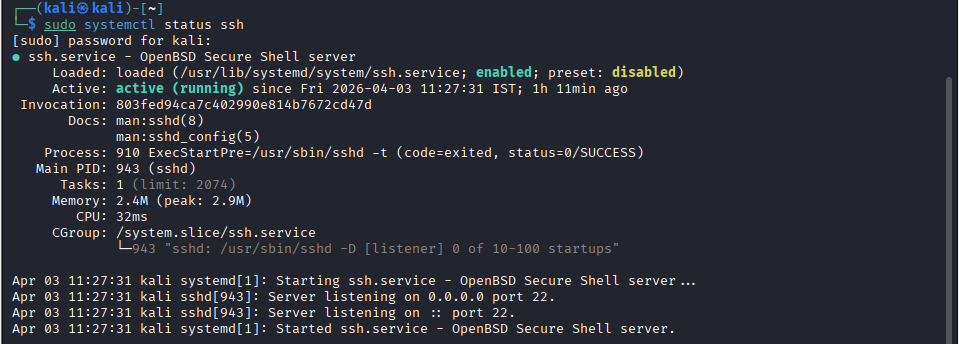 ┌──(kali㉿kali)-[~]
└─$ sudo systemctl status ssh
[sudo] password for kali:
● ssh.service - OpenBSD Secure Shell server
     Loaded: loaded (/usr/lib/systemd/system/ssh.service; enabled; preset: disabled)
     Active: active (running) since Fri 2026-04-03 11:27:31 IST; 1h 11min ago
 Invocation: 803fed94ca7c402990e814b7672cd47d
       Docs: man:sshd(8)
             man:sshd_config(5)
    Process: 910 ExecStartPre=/usr/sbin/sshd -t (code=exited, status=0/SUCCESS)
   Main PID: 943 (sshd)
      Tasks: 1 (limit: 2074)
     Memory: 2.4M (peak: 2.9M)
        CPU: 32ms
     CGroup: /system.slice/ssh.service
             └─943 "sshd: /usr/sbin/sshd -D [listener] 0 of 10-100 startups"

Apr 03 11:27:31 kali systemd[1]: Starting ssh.service - OpenBSD Secure Shell server...
Apr 03 11:27:31 kali sshd[943]: Server listening on 0.0.0.0 port 22.
Apr 03 11:27:31 kali sshd[943]: Server listening on :: port 22.
Apr 03 11:27:31 kali systemd[1]: Started ssh.service - OpenBSD Secure Shell server.